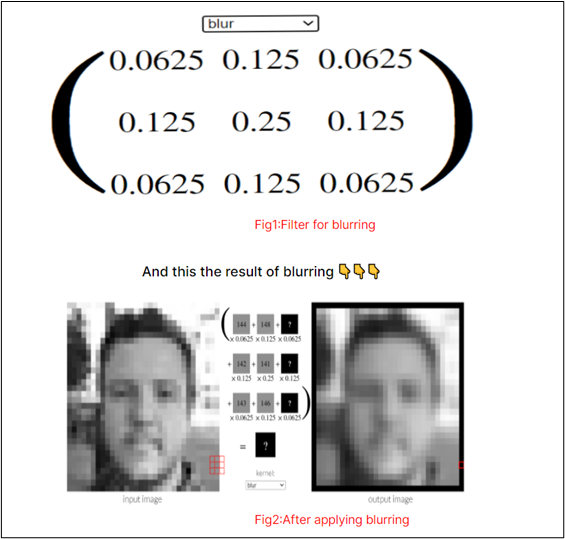 blur
0.0625 0.125 0.0625
0.125 0.25 0.125
0.0625 0.125 0.0625
Fig1:Filter for blurring
And this the result of blurring 👇👇👇
( 144 + 148 + ?
× 0.0625 × 0.125 × 0.0625
+ 142 + 141 + ?
× 0.125 × 0.25 × 0.125
+ 143 + 146 + ? )
× 0.0625 × 0.125 × 0.0625
= ?
kernel:
blur
input image
output image
Fig2:After applying blurring